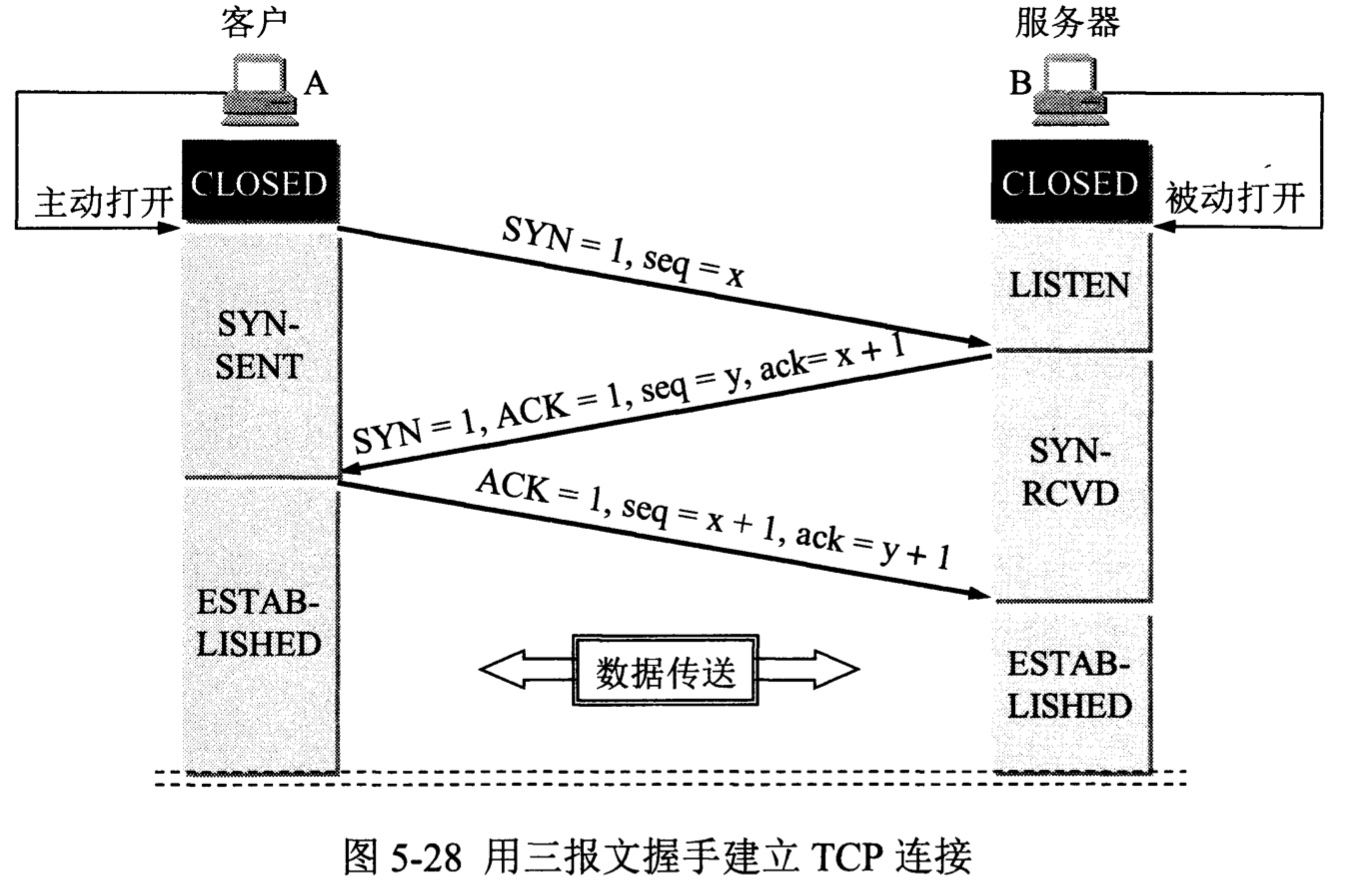 客户
服务器
A
B
CLOSED
CLOSED
主动打开
被动打开
SYN = 1, seq = x
LISTEN
SYN-
SENT
SYN = 1, ACK = 1, seq = y, ack= x + 1
SYN-
RCVD
ACK = 1, seq = x + 1, ack = y + 1
ESTAB-
LISHED
数据传送
ESTAB-
LISHED
图 5-28 用三报文握手建立 TCP 连接